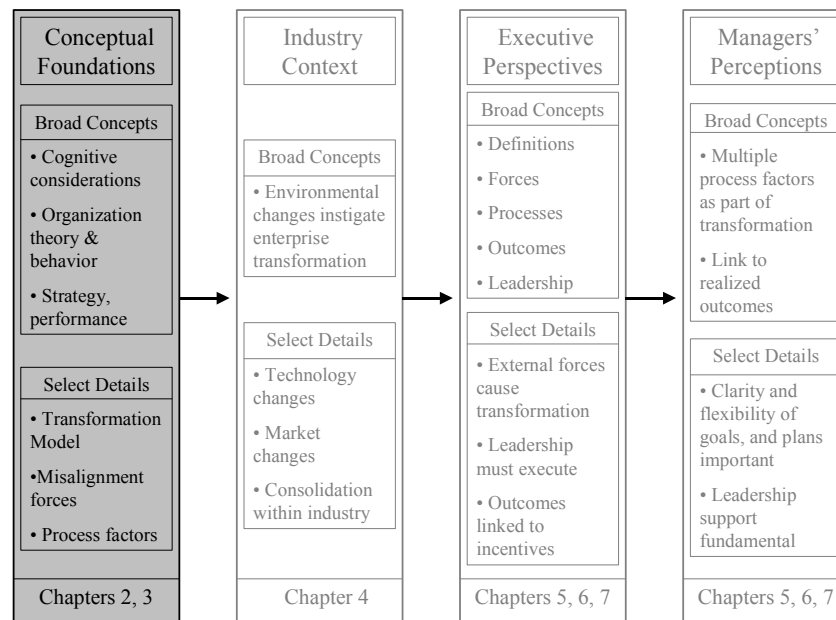 Conceptual
Foundations
Broad Concepts
• Cognitive
considerations
• Organization
theory &
behavior
• Strategy,
performance
Select Details
• Transformation
Model
•Misalignment
forces
• Process factors
Chapters 2, 3
Industry
Context
Broad Concepts
• Environmental
changes instigate
enterprise
transformation
Select Details
• Technology
changes
• Market
changes
• Consolidation
within industry
Chapter 4
Executive
Perspectives
Broad Concepts
• Definitions
• Forces
• Processes
• Outcomes
• Leadership
Select Details
• External forces
cause
transformation
• Leadership
must execute
• Outcomes
linked to
incentives
Chapters 5, 6, 7
Managers’
Perceptions
Broad Concepts
• Multiple
process factors
as part of
transformation
• Link to
realized
outcomes
Select Details
• Clarity and
flexibility of
goals, and plans
important
• Leadership
support
fundamental
Chapters 5, 6, 7